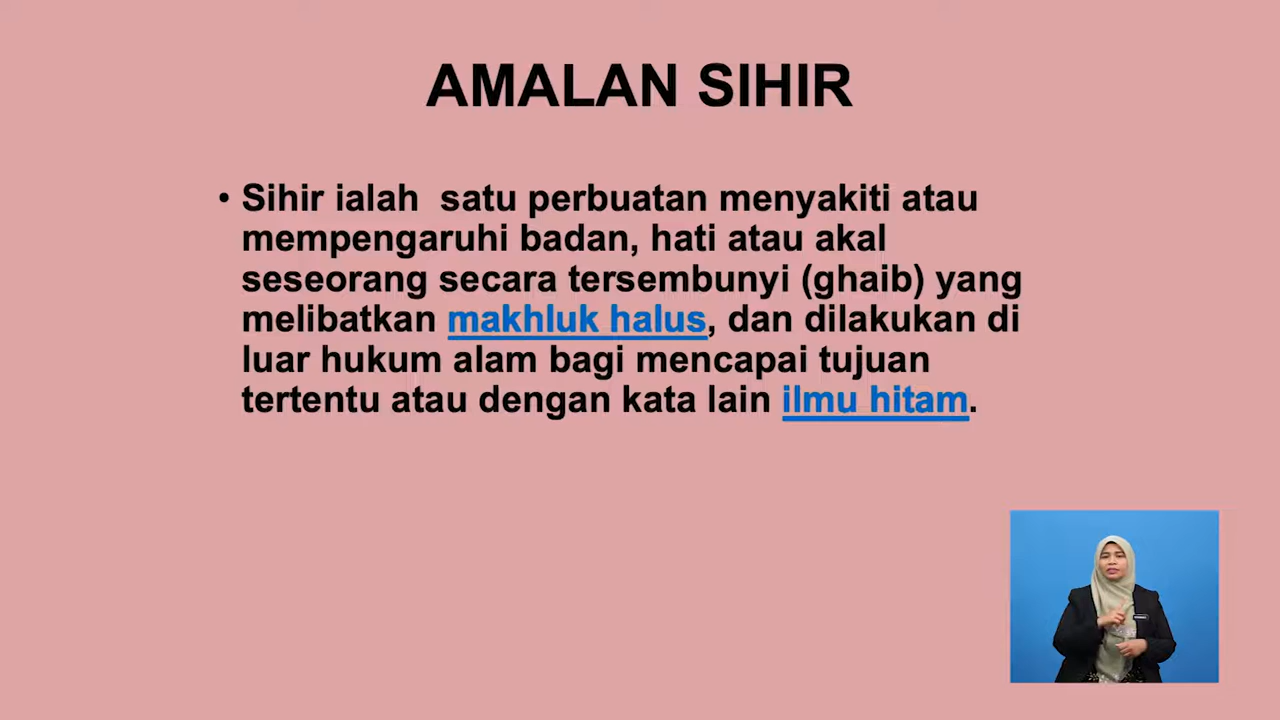 AMALAN SIHIR
• Sihir ialah  satu perbuatan menyakiti atau
mempengaruhi badan, hati atau akal
seseorang secara tersembunyi (ghaib) yang
melibatkan makhluk halus, dan dilakukan di
luar hukum alam bagi mencapai tujuan
tertentu atau dengan kata lain ilmu hitam.